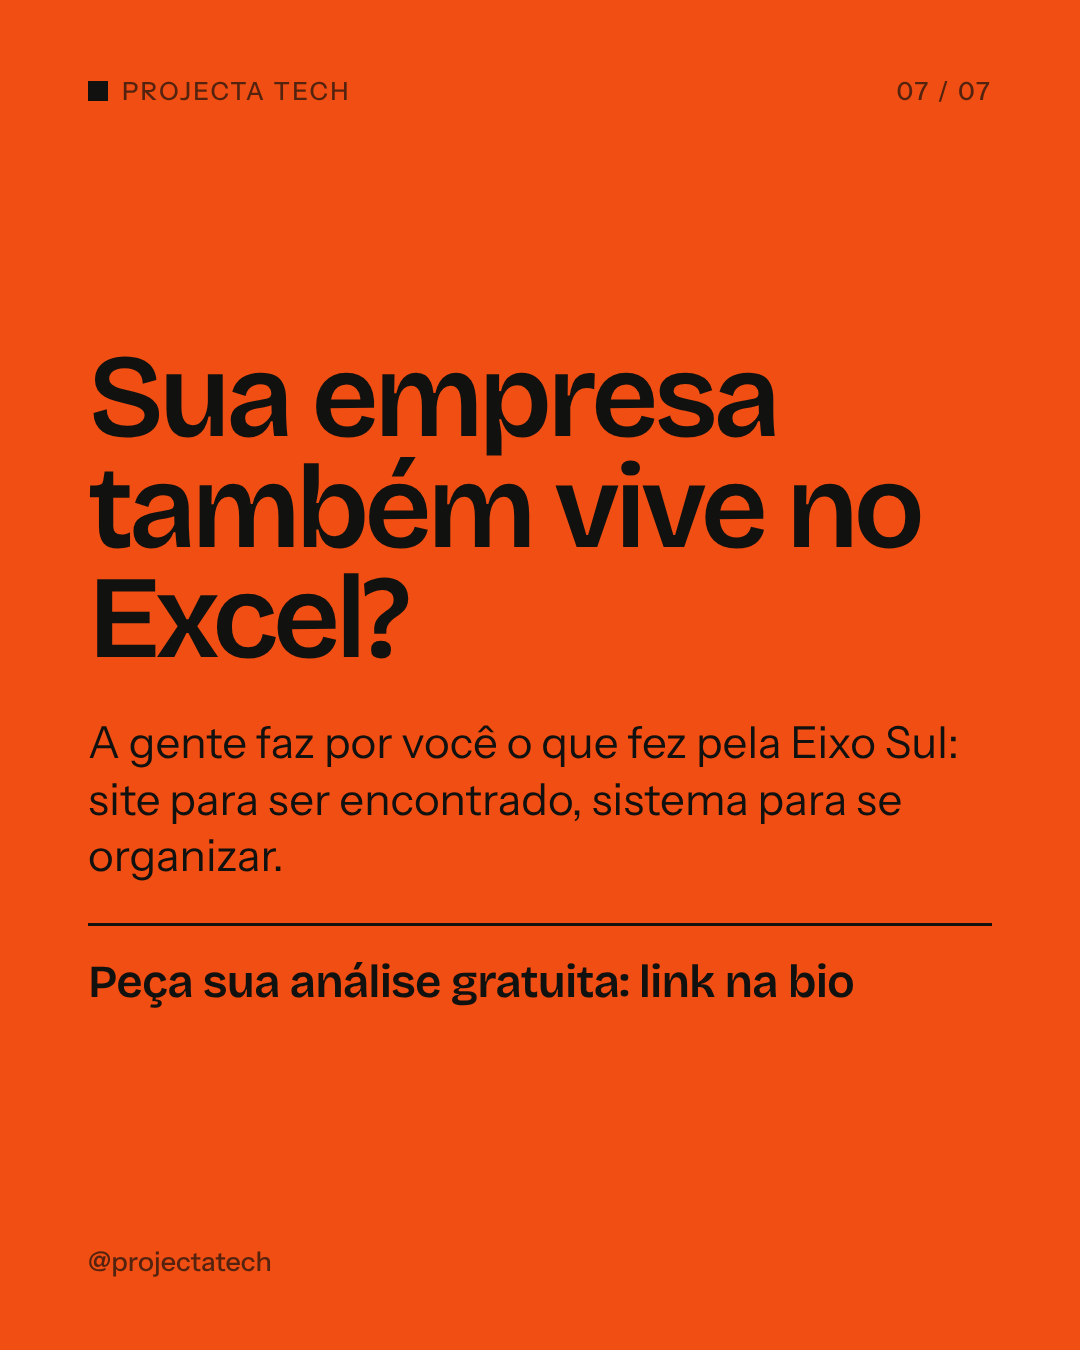 PROJECTA TECH
07 / 07
Sua empresa
também vive no
Excel?
A gente faz por você o que fez pela Eixo Sul:
site para ser encontrado, sistema para se
organizar.
Peça sua análise gratuita: link na bio
@projectatech